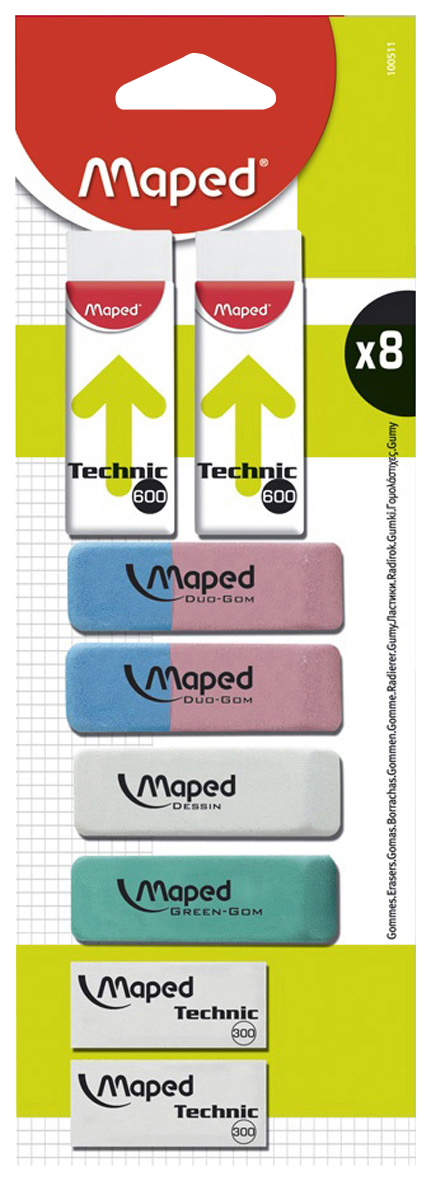 100511
Maped®
Maped®
Maped®
x8
Technic
600
Technic
600
Gommes.Erasers.Gomas.Borrachas.Gommen.Gomme.Radierer.Gumy.Ластики.Radírok.Gumki.Γομολάστιχες.Gumy
Maped
DUO-GOM
Maped
DUO-GOM
Maped
DESSIN
Maped
GREEN-GOM
Maped
Technic
300
Maped
Technic
300